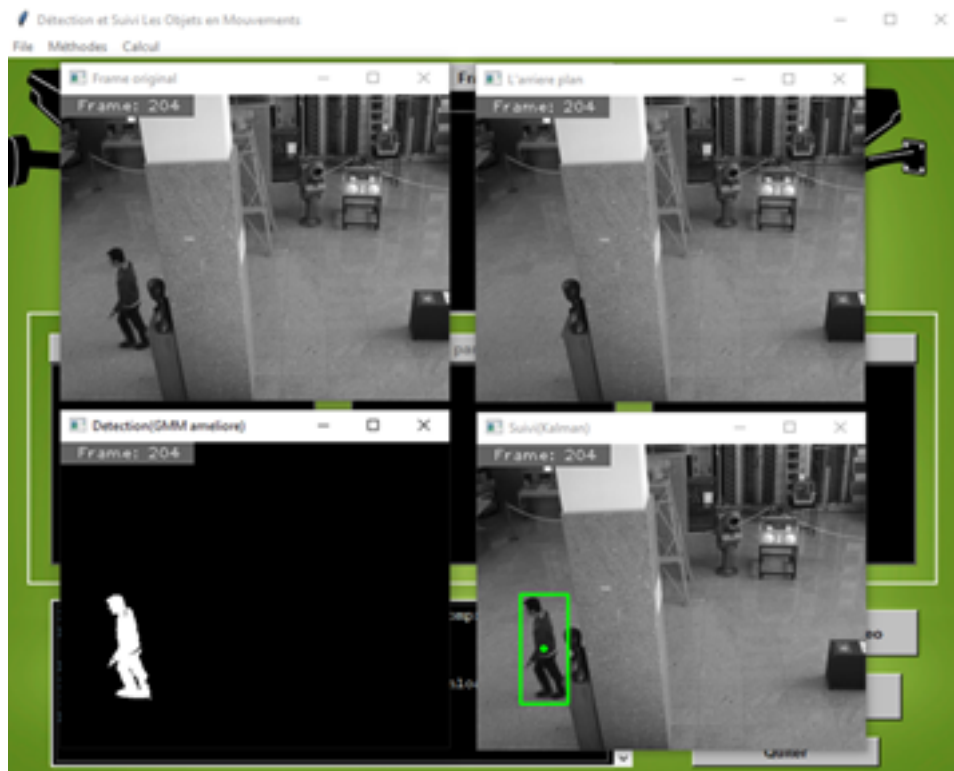 Détection et Suivi Les Objets en Mouvements
File Méthodes Calcul
Frame original
L'arriere plan
Frame: 204
Frame: 204
Detection(GMM ameliore)
Suivi(Kalman)
Frame: 204
Frame: 204
Quitter